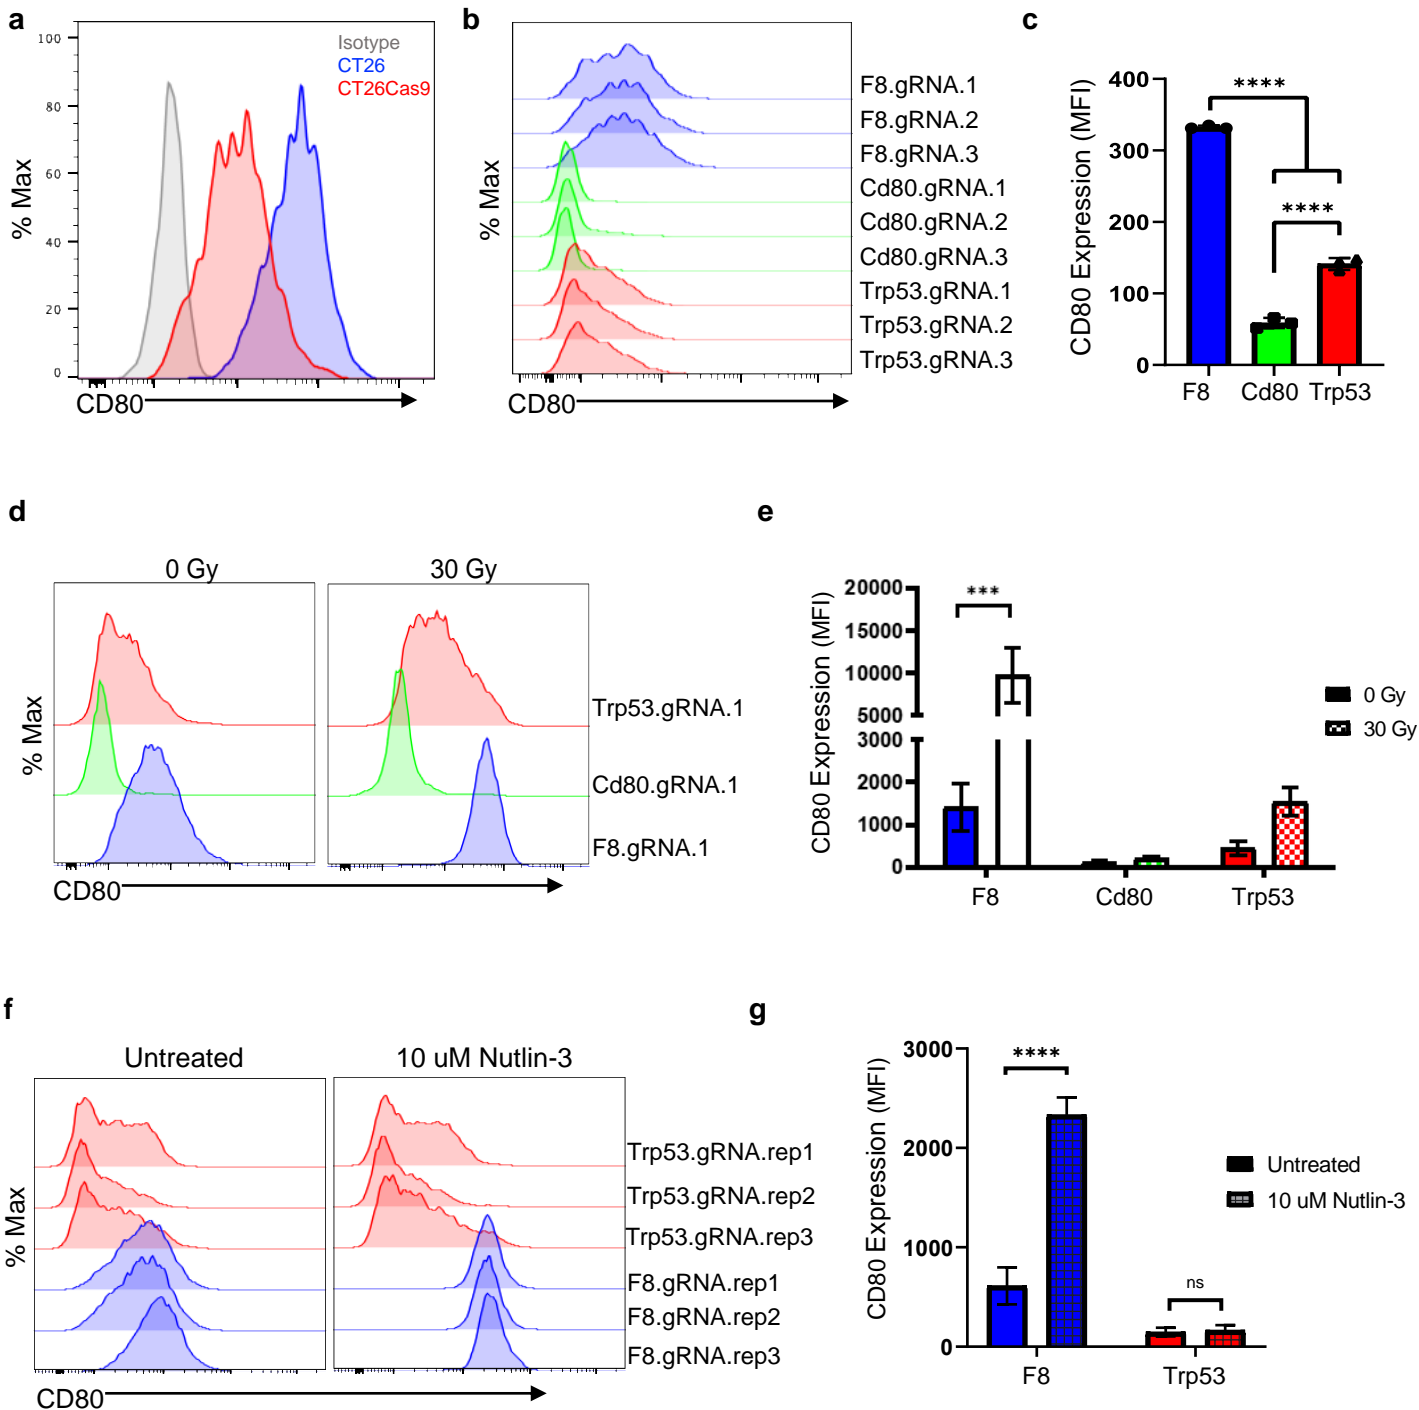 a
100
80
60
40
20
0
% Max
Isotype
CT26
CT26Cas9
CD80
b
% Max
F8.gRNA.1
F8.gRNA.2
F8.gRNA.3
Cd80.gRNA.1
Cd80.gRNA.2
Cd80.gRNA.3
Trp53.gRNA.1
Trp53.gRNA.2
Trp53.gRNA.3
CD80
c
CD80 Expression (MFI)
400
300
200
100
0
****
****
F8 Cd80 Trp53
d
0 Gy
30 Gy
% Max
Trp53.gRNA.1
Cd80.gRNA.1
F8.gRNA.1
CD80
e
CD80 Expression (MFI)
20000
15000
10000
5000
3000
2000
1000
0
***
F8 Cd80 Trp53
0 Gy
30 Gy
f
Untreated
10 uM Nutlin-3
% Max
Trp53.gRNA.rep1
Trp53.gRNA.rep2
Trp53.gRNA.rep3
F8.gRNA.rep1
F8.gRNA.rep2
F8.gRNA.rep3
CD80
g
CD80 Expression (MFI)
3000
2000
1000
0
****
ns
F8 Trp53
Untreated
10 uM Nutlin-3